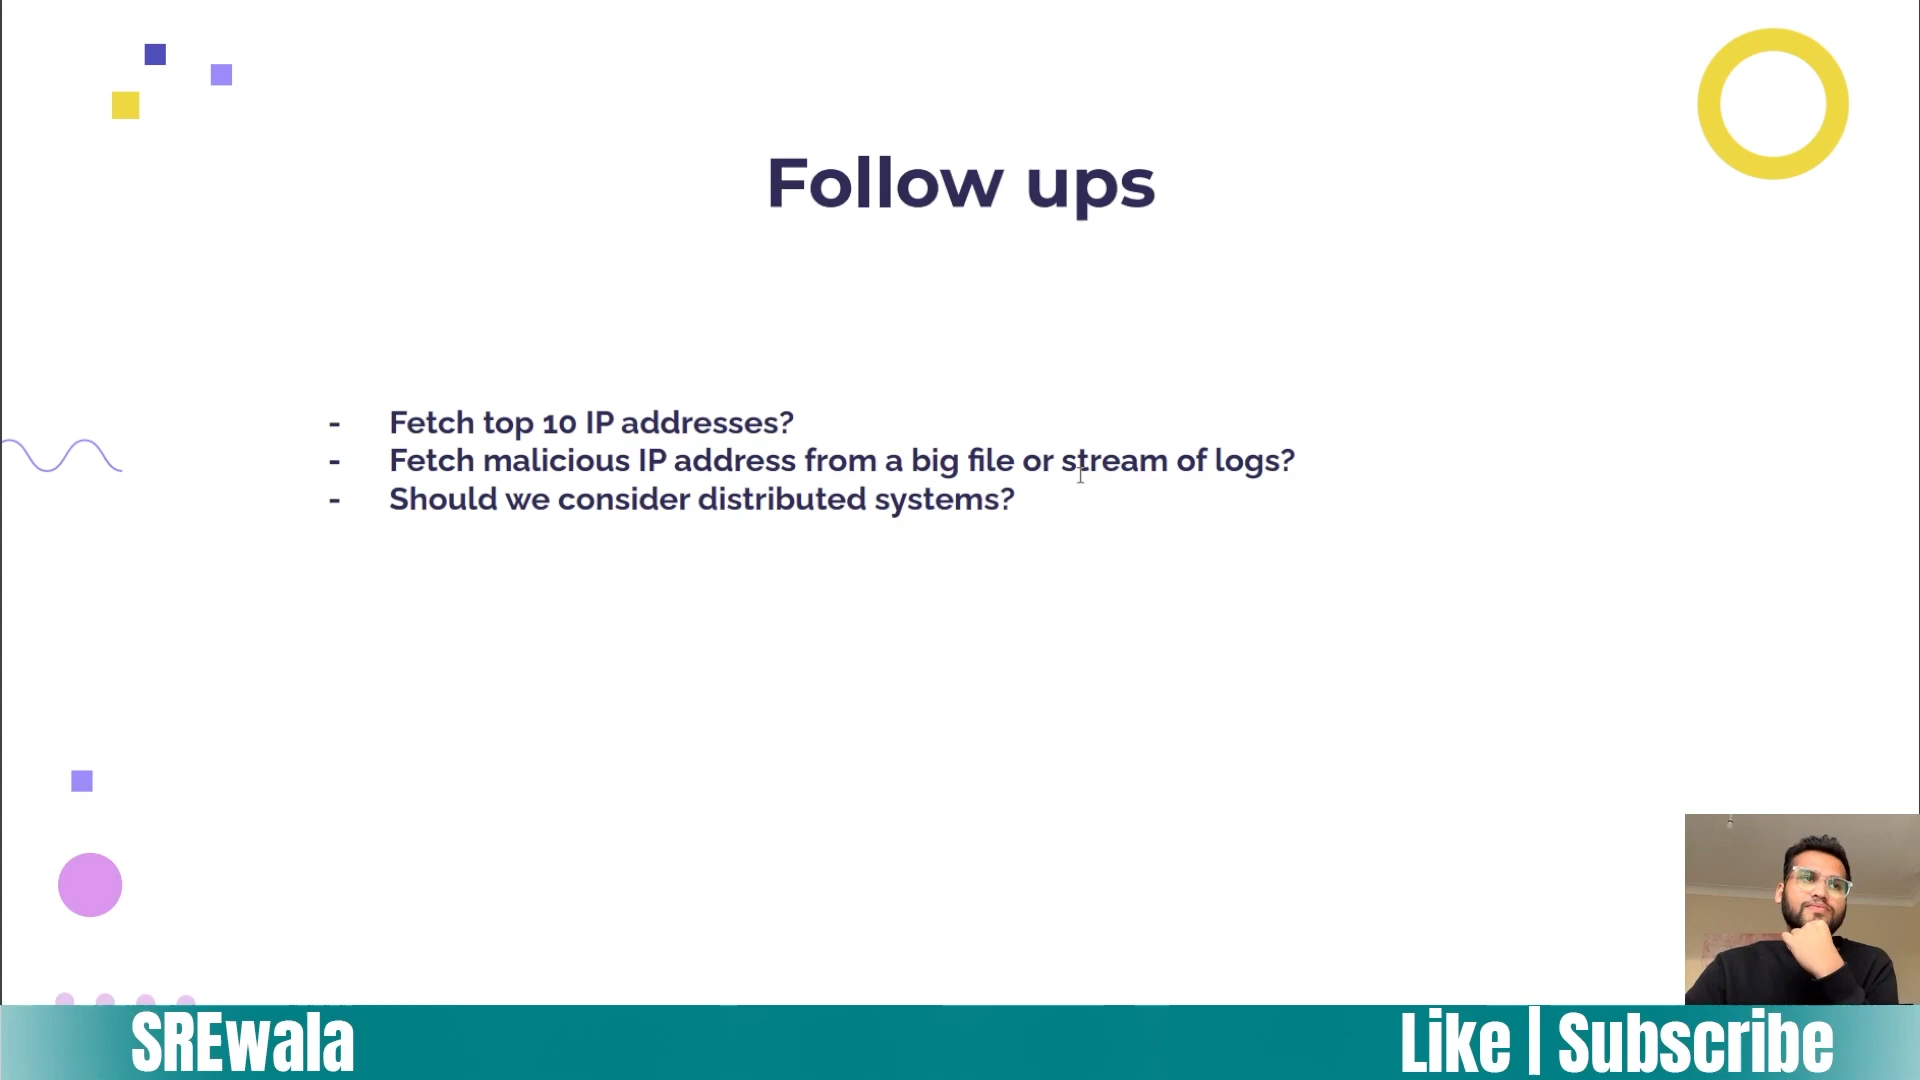 Follow ups
- Fetch top 10 IP addresses?
- Fetch malicious IP address from a big file or stream of logs?
- Should we consider distributed systems?
SREwala
Like | Subscribe